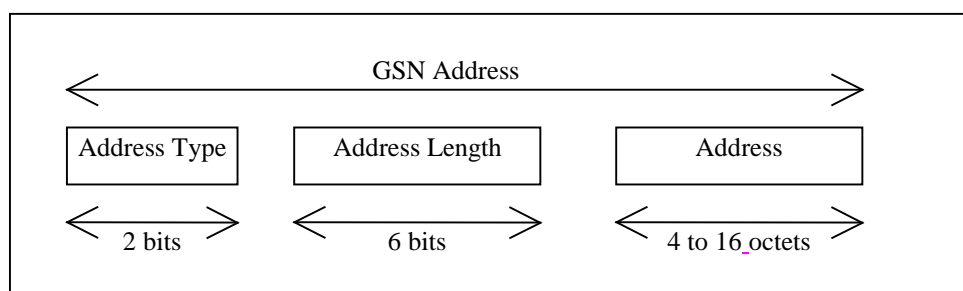 GSN Address
Address Type Address Length Address
2 bits 6 bits 4 to 16 octets